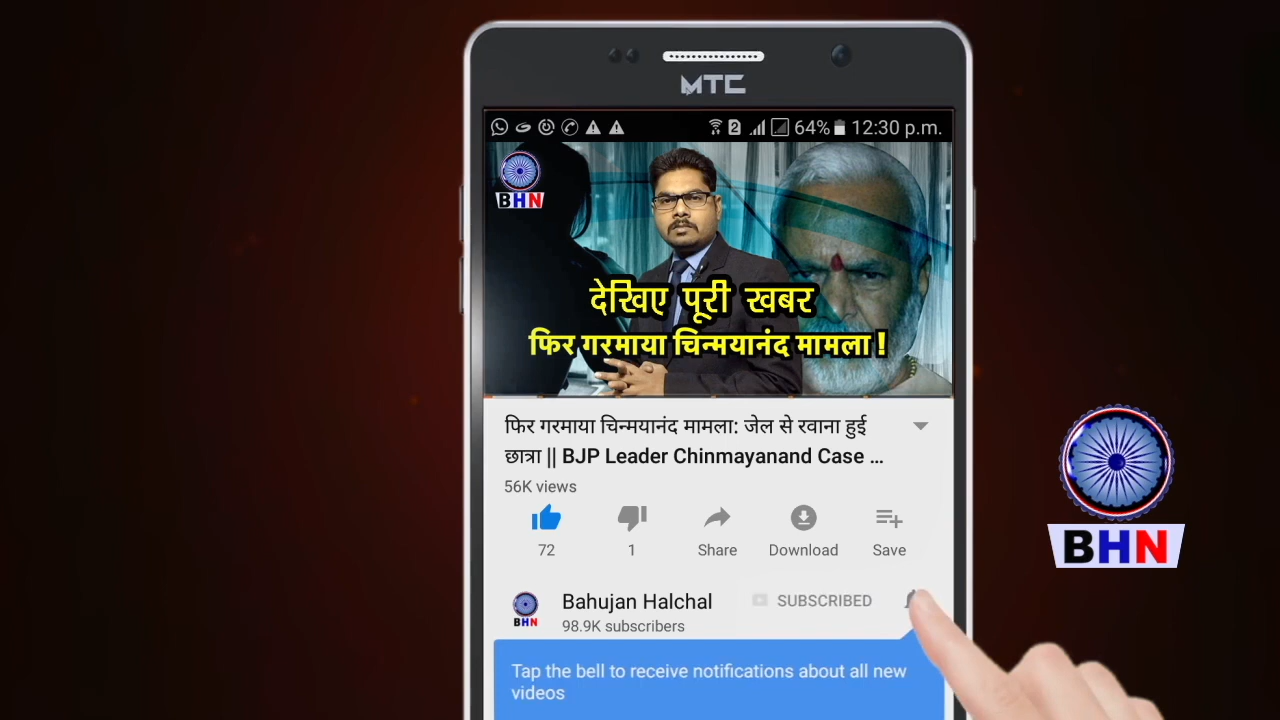 MTC
2 64% 12:30 p.m.
BHN
देखिए पूरी खबर
फिर गरमाया चिन्मयानंद मामला !
फिर गरमाया चिन्मयानंद मामला: जेल से रवाना हुई
छात्रा || BJP Leader Chinmayanand Case ...
56K views
72 1 Share Download Save
Bahujan Halchal SUBSCRIBED
BHN
98.9K subscribers
Tap the bell to receive notifications about all new
videos
BHN